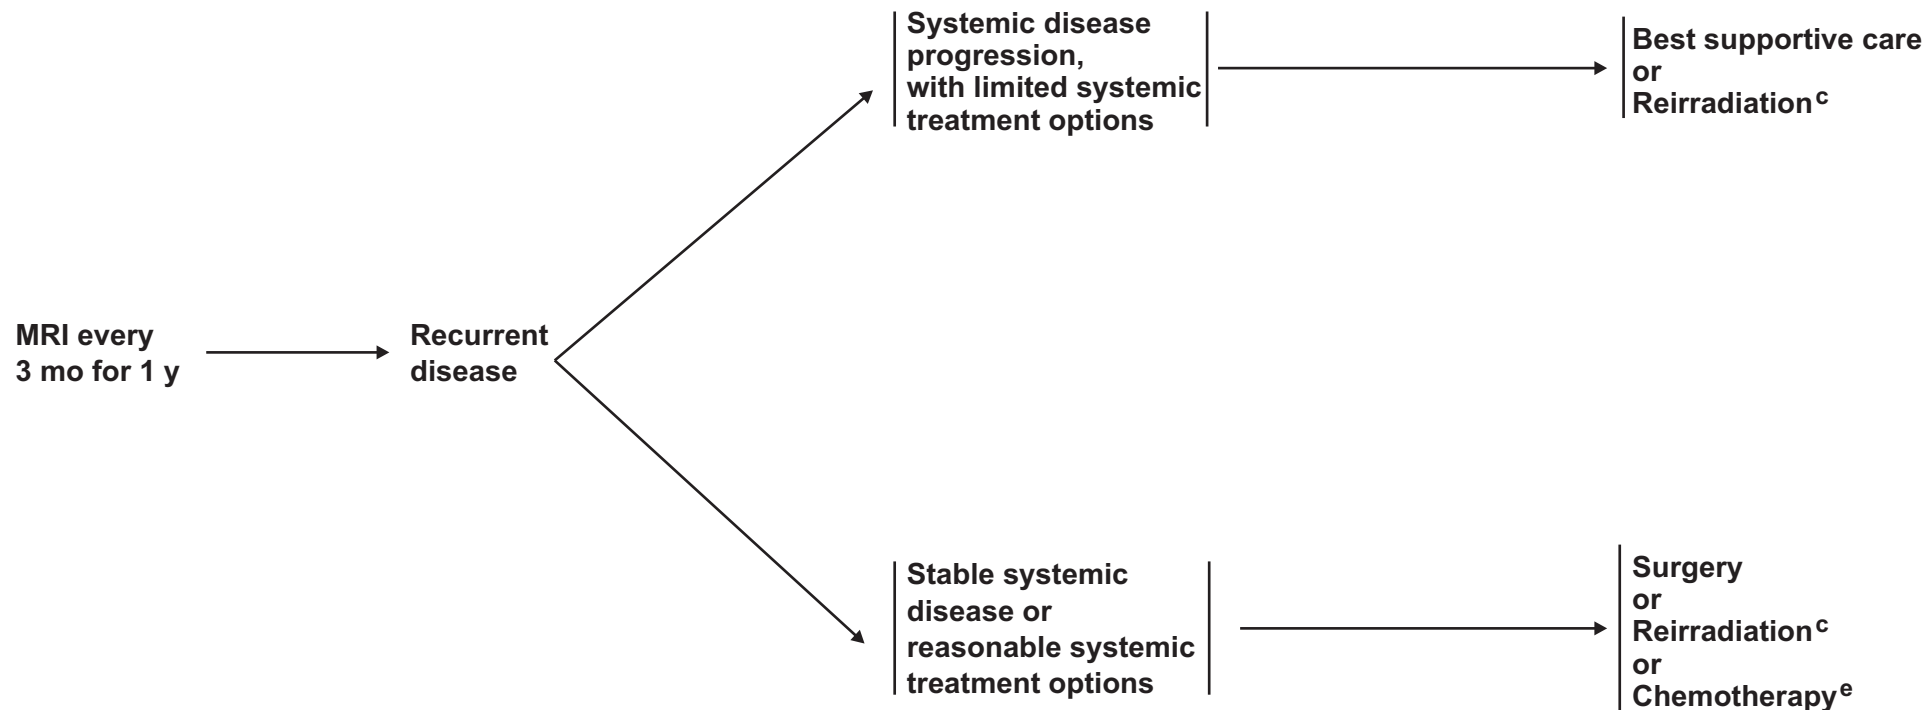 MRI every
3 mo for 1 y
Recurrent
disease
Systemic disease
progression,
with limited systemic
treatment options
Best supportive care
or
Reirradiation c
Stable systemic
disease or
reasonable systemic
treatment options
Surgery
or
Reirradiation c
or
Chemotherapy e